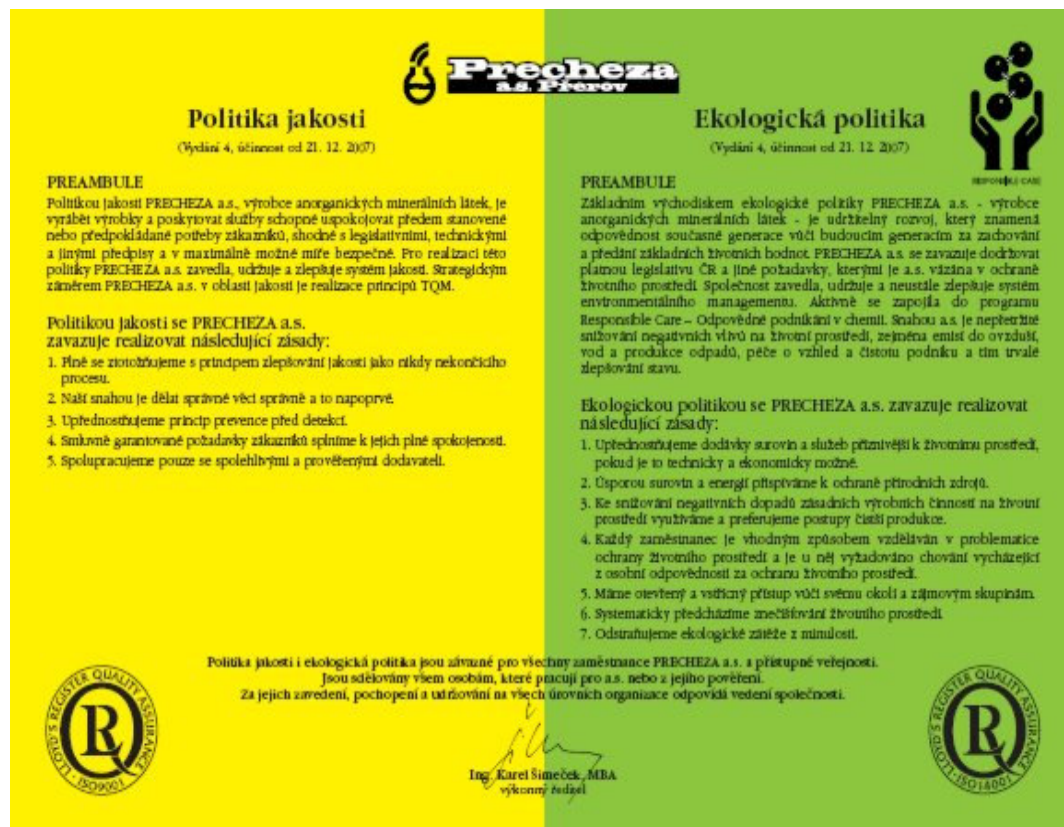 Precheza
a.s. Přerov
Politika jakosti
(Vydání 4, účinnost od 21. 12. 2007)
PREAMBULE
Politikou jakosti PRECHEZA a.s., výrobce anorganických minerálních látek, je
vyrábět výrobky a poskytovat služby schopné uspokojovat předem stanovené
nebo předpokládané potřeby zákazníků, shodné s legislativními, technickými
a jinými předpisy a v maximálně možné míře bezpečné. Pro realizaci této
politiky PRECHEZA a.s. zavedla, udržuje a zlepšuje systém jakosti. Strategickým
záměrem PRECHEZA a.s. v oblasti jakosti je realizace principů TQM.
Politikou jakosti se PRECHEZA a.s.
zavazuje realizovat následující zásady:
1. Plně se ztotožňujeme s principem zlepšování jakosti jako nikdy nekončícího
procesu.
2. Naší snahou je dělat správné věci správně a to napoprvé.
3. Upřednostňujeme princip prevence před detekcí.
4. Smluvně garantované požadavky zákazníků splníme k jejich plné spokojenosti.
5. Spolupracujeme pouze se spolehlivými a prověřenými dodavateli.
Ekologická politika
(Vydání 4, účinnost od 21. 12. 2007)
RESPONSIBLE CARE
PREAMBULE
Základním východiskem ekologické politiky PRECHEZA a.s. - výrobce
anorganických minerálních látek - je udržitelný rozvoj, který znamená
odpovědnost současné generace vůči budoucím generacím za zachování
a předání základních životních hodnot. PRECHEZA a.s. se zavazuje dodržovat
platnou legislativu ČR a jiné požadavky, kterými je a.s. vázána v ochraně
životního prostředí. Společnost zavedla, udržuje a neustále zlepšuje systém
environmentálního managementu. Aktivně se zapojila do programu
Responsible Care – Odpovědné podnikání v chemii. Snahou a.s. je nepřetržité
snižování negativních vlivů na životní prostředí, zejména emisí do ovzduší,
vod a produkce odpadů, péče o vzhled a čistotu podniku a tím trvalé
zlepšování stavu.
Ekologickou politikou se PRECHEZA a.s. zavazuje realizovat
následující zásady:
1. Upřednostňujeme dodávky surovin a služeb příznivější k životnímu prostředí,
pokud je to technicky a ekonomicky možné.
2. Úsporou surovin a energií přispíváme k ochraně přírodních zdrojů.
3. Ke snižování negativních dopadů zásadních výrobních činností na životní
prostředí využíváme a preferujeme postupy čistší produkce.
4. Každý zaměstnanec je vhodným způsobem vzděláván v problematice
ochrany životního prostředí a je u něj vyžadováno chování vycházející
z osobní odpovědnosti za ochranu životního prostředí.
5. Máme otevřený a vstřícný přístup vůči svému okolí a zájmovým skupinám.
6. Systematicky předcházíme znečišťování životního prostředí.
7. Odstraňujeme ekologické zátěže z minulosti.
Politika jakosti i ekologická politika jsou závazné pro všechny zaměstnance PRECHEZA a.s. a přístupné veřejnosti.
Jsou sdělovány všem osobám, které pracují pro a.s. nebo z jejího pověření.
Za jejich zavedení, pochopení a udržování na všech úrovních organizace odpovídá vedení společnosti.
LLOYD'S REGISTER QUALITY ASSURANCE
ISO9001
Ing. Karel Šimeček, MBA
výkonný ředitel
LLOYD'S REGISTER QUALITY ASSURANCE
ISO14001